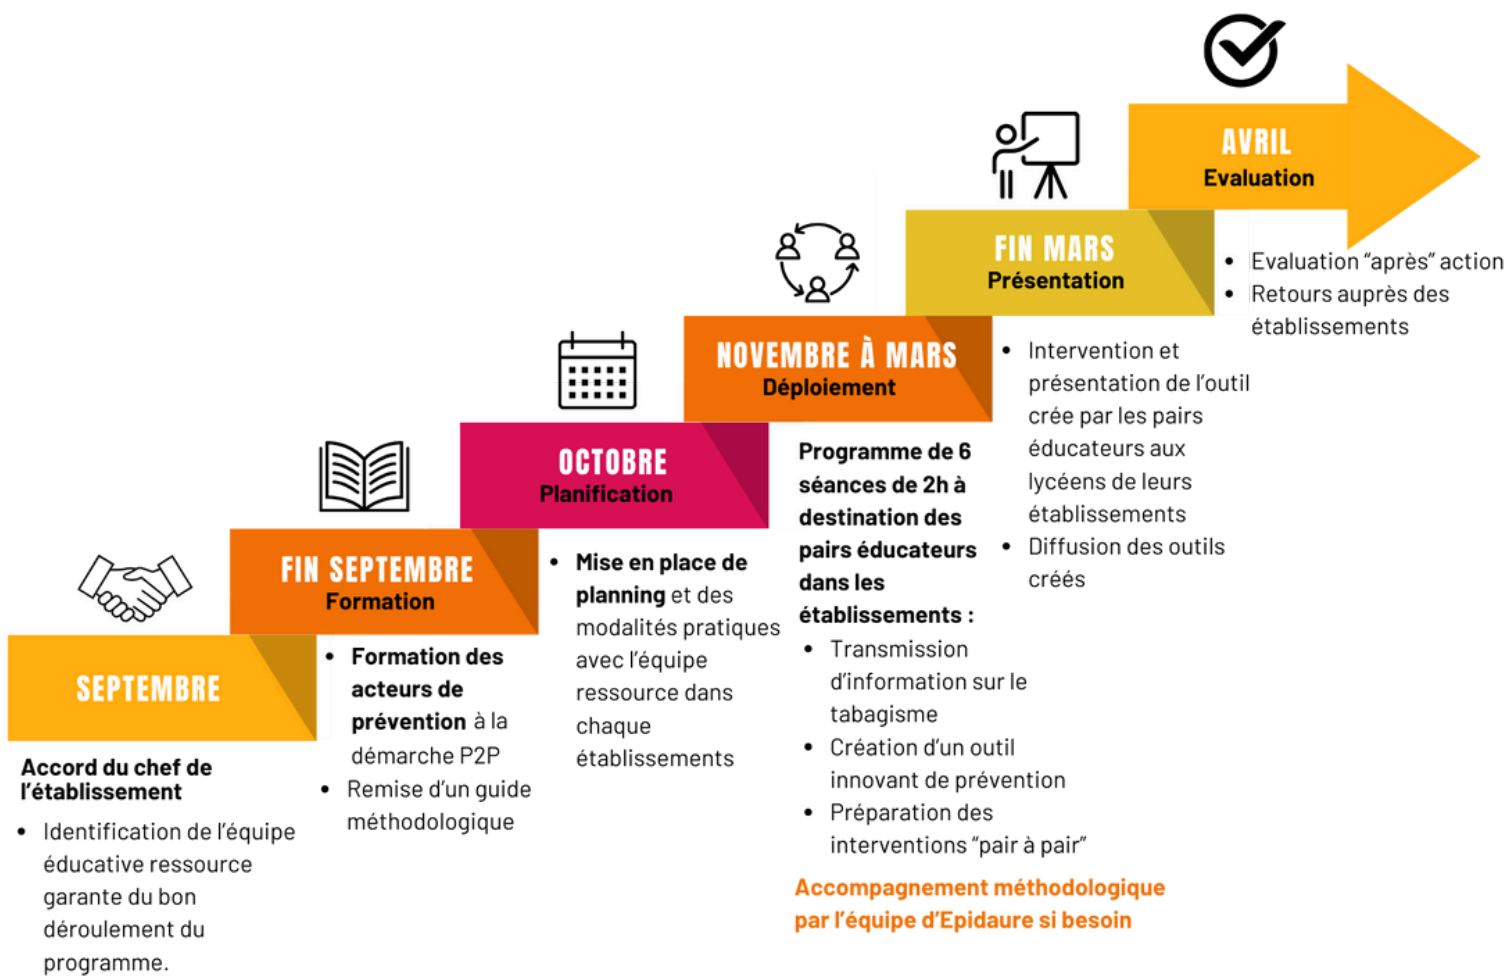 SEPTEMBRE
Accord du chef de
l'établissement
• Identification de l'équipe
éducative ressource
garante du bon
déroulement du
programme.
FIN SEPTEMBRE
Formation
• Formation des
acteurs de
prévention à la
démarche P2P
• Remise d'un guide
méthodologique
OCTOBRE
Planification
• Mise en place de
planning et des
modalités pratiques
avec l'équipe
ressource dans
chaque
établissements
NOVEMBRE À MARS
Déploiement
Programme de 6
séances de 2h à
destination des
pairs éducateurs
dans les
établissements :
• Transmission
d'information sur le
tabagisme
• Création d'un outil
innovant de prévention
• Préparation des
interventions "pair à pair"
Accompagnement méthodologique
par l'équipe d'Epidaure si besoin
FIN MARS
Présentation
• Intervention et
présentation de l'outil
crée par les pairs
éducateurs aux
lycéens de leurs
établissements
• Diffusion des outils
créés
AVRIL
Evaluation
• Evaluation "après" action
• Retours auprès des
établissements